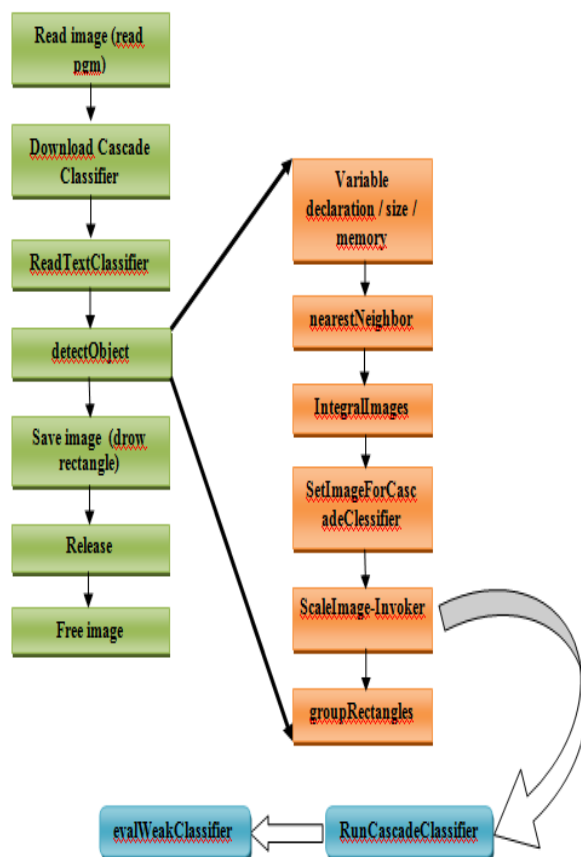 Read image (read
pgm)
Download Cascade
Classifier
ReadTextClassifier
detectObject
Save image (drow
rectangle)
Release
Free image
Variable
declaration / size /
memory
nearestNeighbor
IntegralImages
SetImageForCasc
adeClessifier
ScaleImage-Invoker
groupRectangles
evalWeakClassifier
RunCascadeClassifier